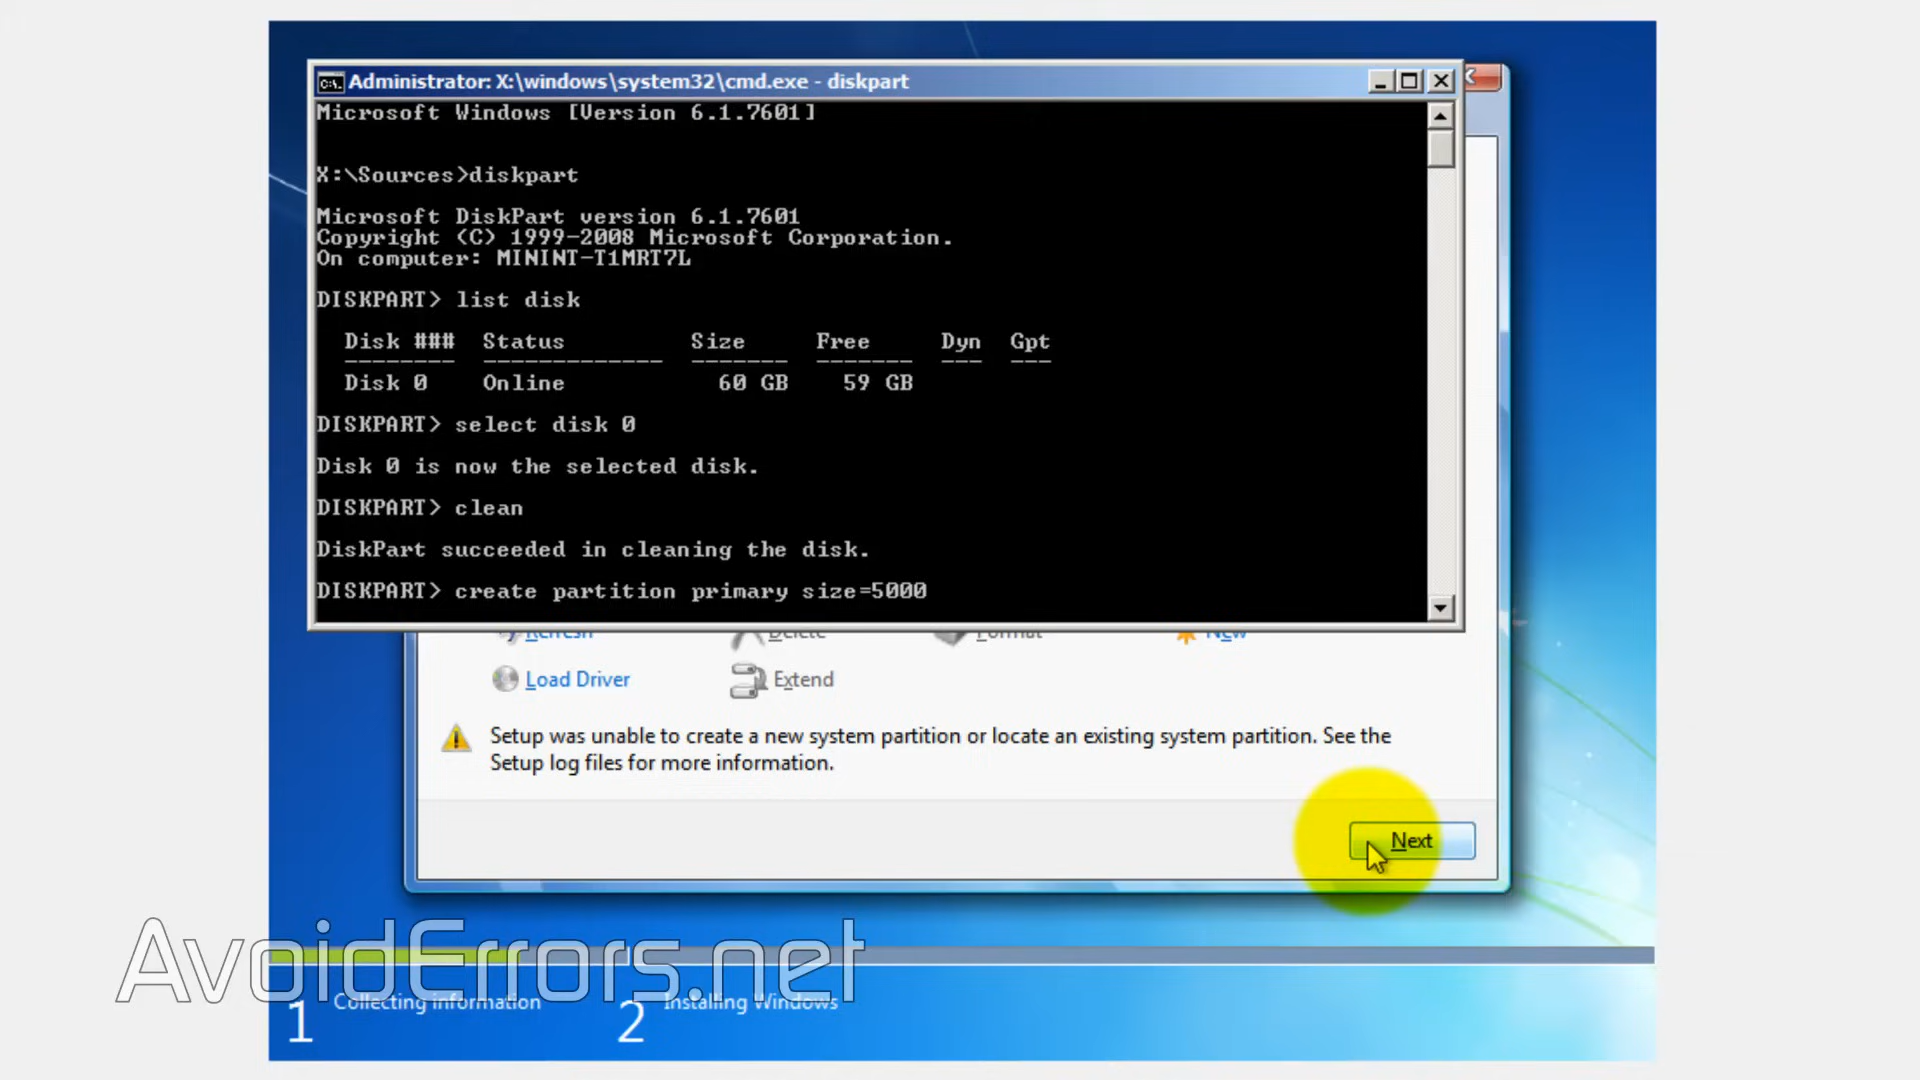 Administrator: X:\windows\system32\cmd.exe - diskpart
Microsoft Windows [Version 6.1.7601]
X:\Sources>diskpart
Microsoft DiskPart version 6.1.7601
Copyright (C) 1999-2008 Microsoft Corporation.
On computer: MININT-T1MRT7L
DISKPART> list disk
Disk ### Status Size Free Dyn Gpt
-------- ------------- ------- ------- --- ---
Disk 0 Online 60 GB 59 GB
DISKPART> select disk 0
Disk 0 is now the selected disk.
DISKPART> clean
DiskPart succeeded in cleaning the disk.
DISKPART> create partition primary size=5000
Refresh Delete Format New
Load Driver Extend
Setup was unable to create a new system partition or locate an existing system partition. See the
Setup log files for more information.
Next
AvoidErrors.net
1 Collecting information 2 Installing Windows